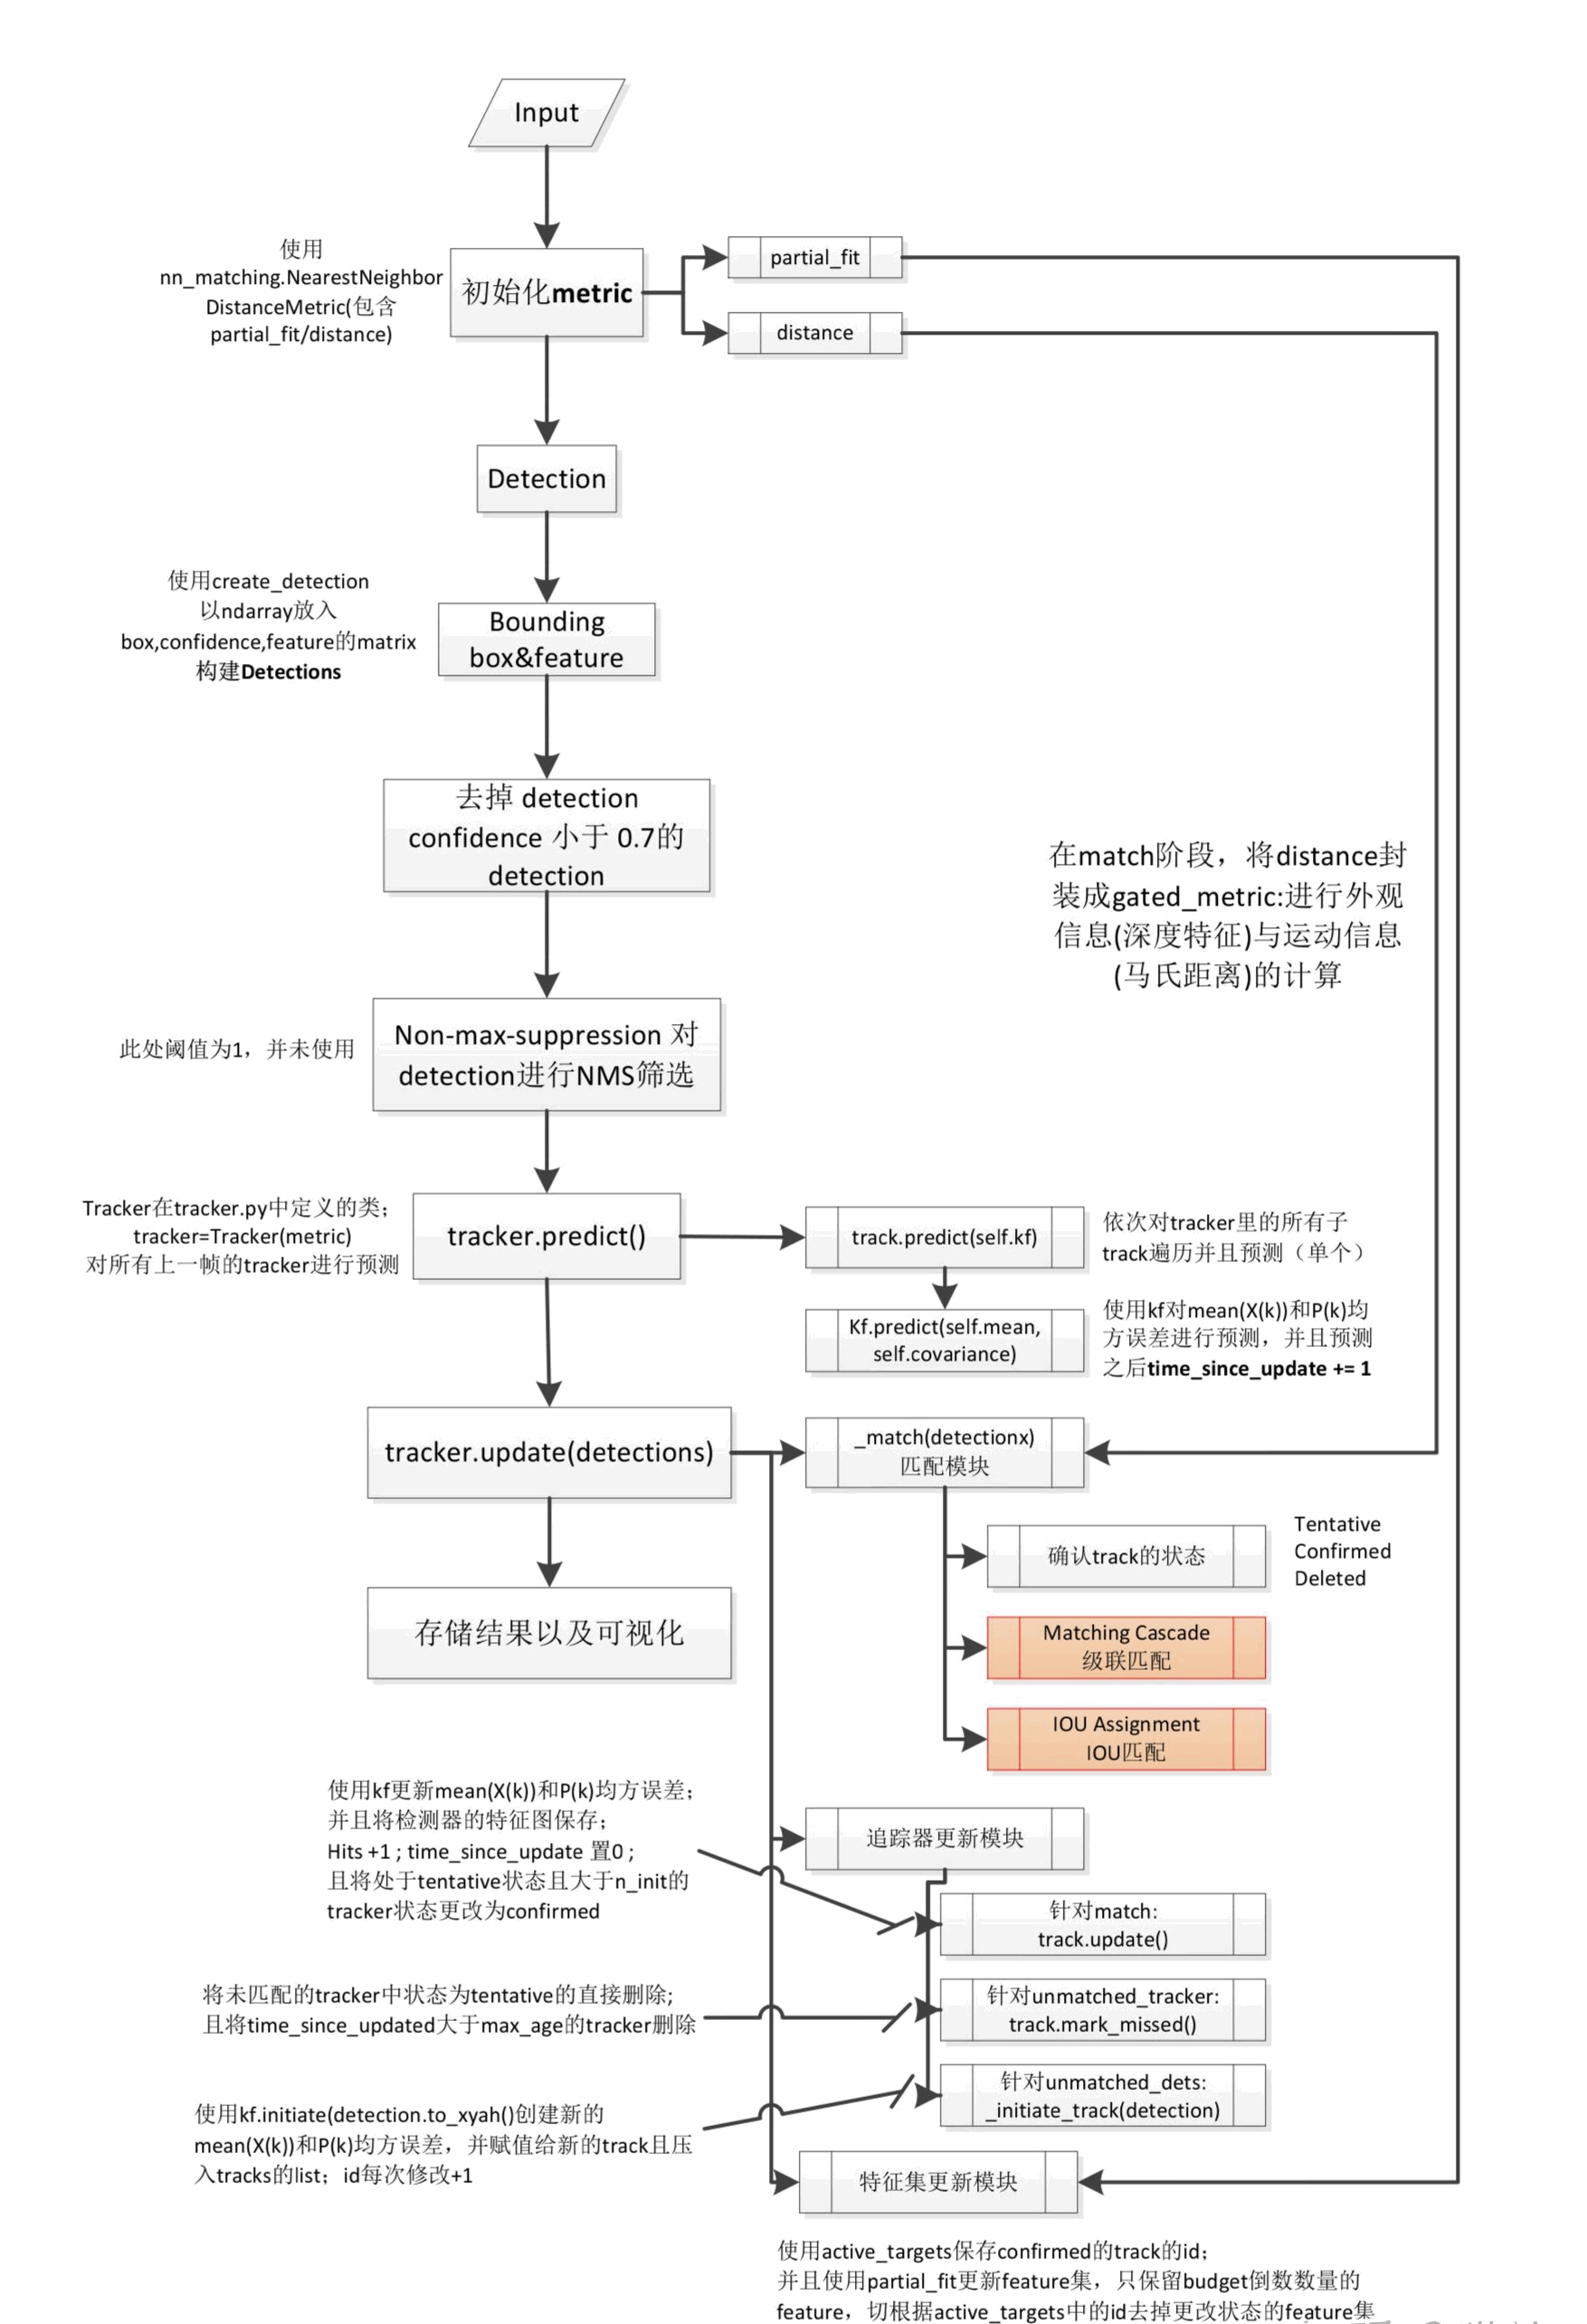 Input
使用
nn_matching.NearestNeighbor
DistanceMetric(包含
partial_fit/distance)
初始化metric
partial_fit
distance
Detection
使用create_detection
以ndarray放入
box,confidence,feature的matrix
构建Detections
Bounding
box&feature
去掉 detection
confidence 小于 0.7的
detection
在match阶段，将distance封
装成gated_metric:进行外观
信息(深度特征)与运动信息
(马氏距离)的计算
此处阈值为1，并未使用
Non-max-suppression 对
detection进行NMS筛选
Tracker在tracker.py中定义的类；
tracker=Tracker(metric)
对所有上一帧的tracker进行预测
tracker.predict()
track.predict(self.kf)
依次对tracker里的所有子
track遍历并且预测（单个）
Kf.predict(self.mean,
self.covariance)
使用kf对mean(X(k))和P(k)均
方误差进行预测，并且预测
之后time_since_update += 1
tracker.update(detections)
_match(detectionx)
匹配模块
确认track的状态
Tentative
Confirmed
Deleted
存储结果以及可视化
Matching Cascade
级联匹配
IOU Assignment
IOU匹配
使用kf更新mean(X(k))和P(k)均方误差；
并且将检测器的特征图保存；
Hits +1 ; time_since_update 置0 ;
且将处于tentative状态且大于n_init的
tracker状态更改为confirmed
追踪器更新模块
针对match:
track.update()
将未匹配的tracker中状态为tentative的直接删除;
且将time_since_updated大于max_age的tracker删除
针对unmatched_tracker:
track.mark_missed()
针对unmatched_dets:
_initiate_track(detection)
使用kf.initiate(detection.to_xyah()创建新的
mean(X(k))和P(k)均方误差，并赋值给新的track且压
入tracks的list；id每次修改+1
特征集更新模块
使用active_targets保存confirmed的track的id；
并且使用partial_fit更新feature集，只保留budget倒数数量的
feature，切根据active_targets中的id去掉更改状态的feature集